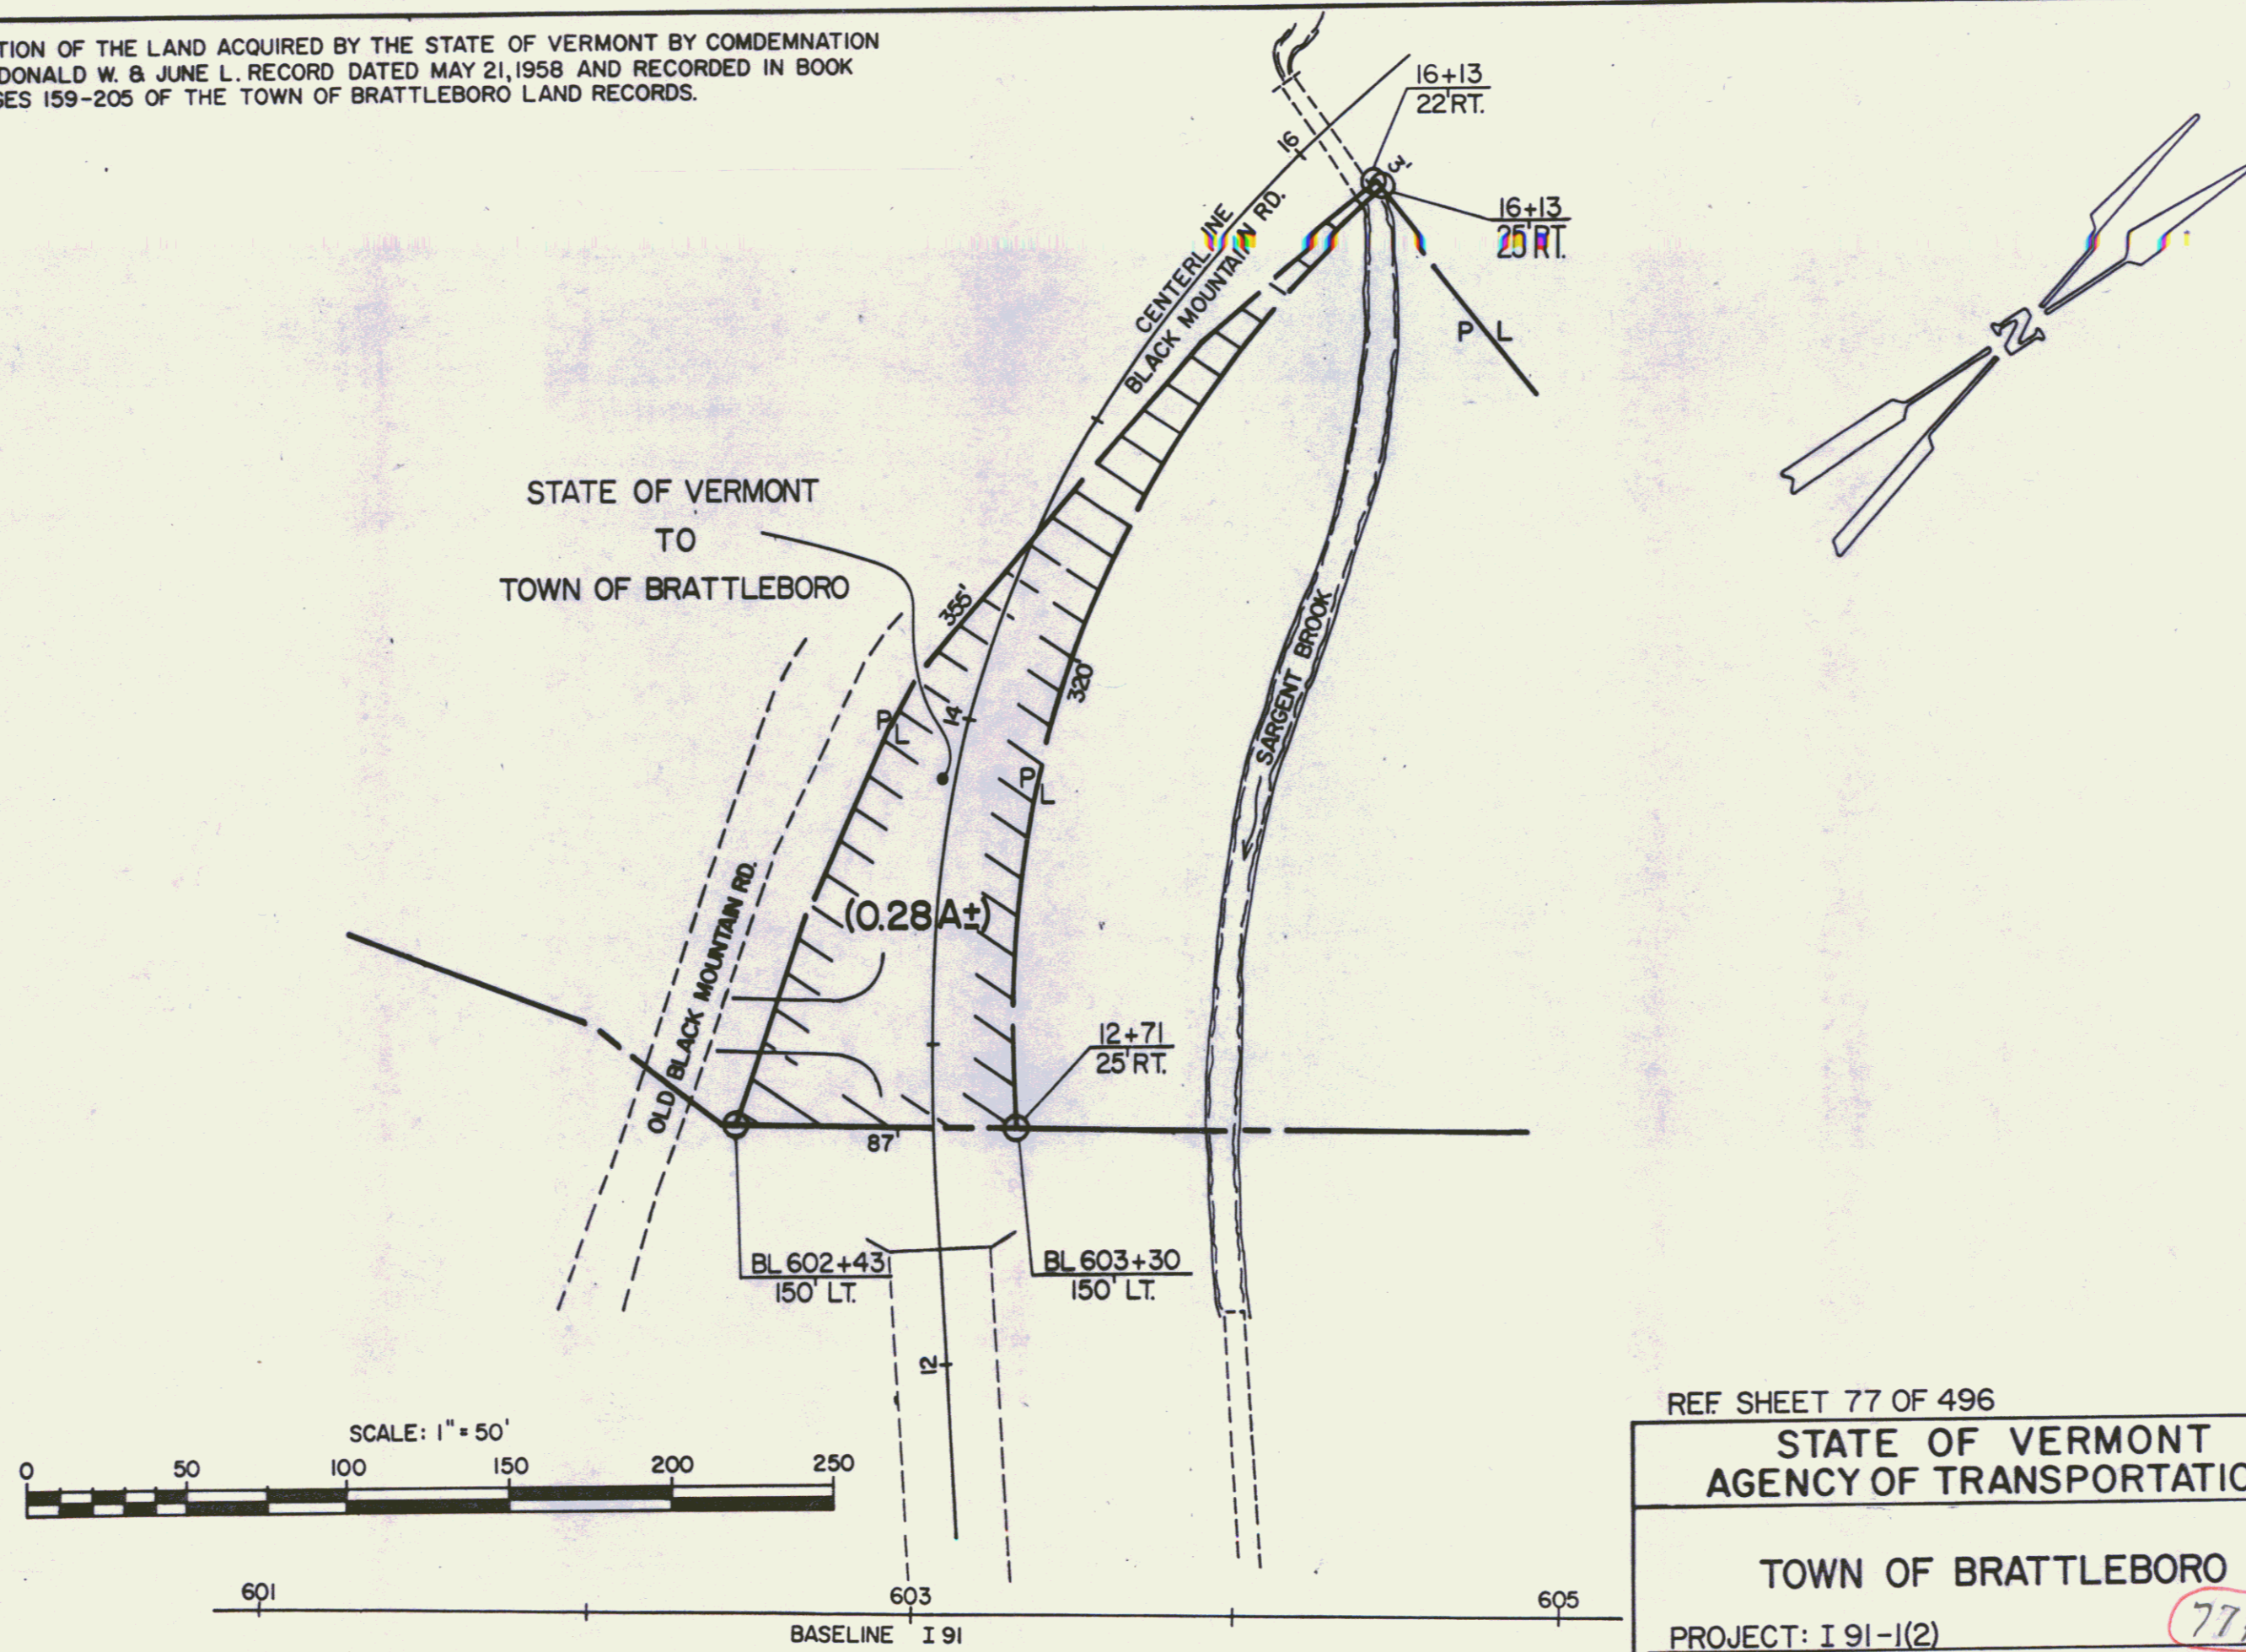 TION OF THE LAND ACQUIRED BY THE STATE OF VERMONT BY COMDEMNATION
DONALD W. & JUNE L. RECORD DATED MAY 21, 1958 AND RECORDED IN BOOK
GES 159-205 OF THE TOWN OF BRATTLEBORO LAND RECORDS.
16+13
22' RT.
16
3'
16+13
25' RT.
CENTERLINE
BLACK MOUNTAIN RD.
P L
N
STATE OF VERMONT
TO
TOWN OF BRATTLEBORO
355'
320'
SARGENT BROOK
P
L
14
P
L
OLD BLACK MOUNTAIN RD.
(0.28 A±)
12+71
25' RT.
87'
BL 602+43
150' LT.
BL 603+30
150' LT.
12
SCALE: 1" = 50'
0 50 100 150 200 250
601 603 605
BASELINE I 91
REF. SHEET 77 OF 496
STATE OF VERMONT
AGENCY OF TRANSPORTATIO
TOWN OF BRATTLEBORO
PROJECT: I 91-1(2)
77